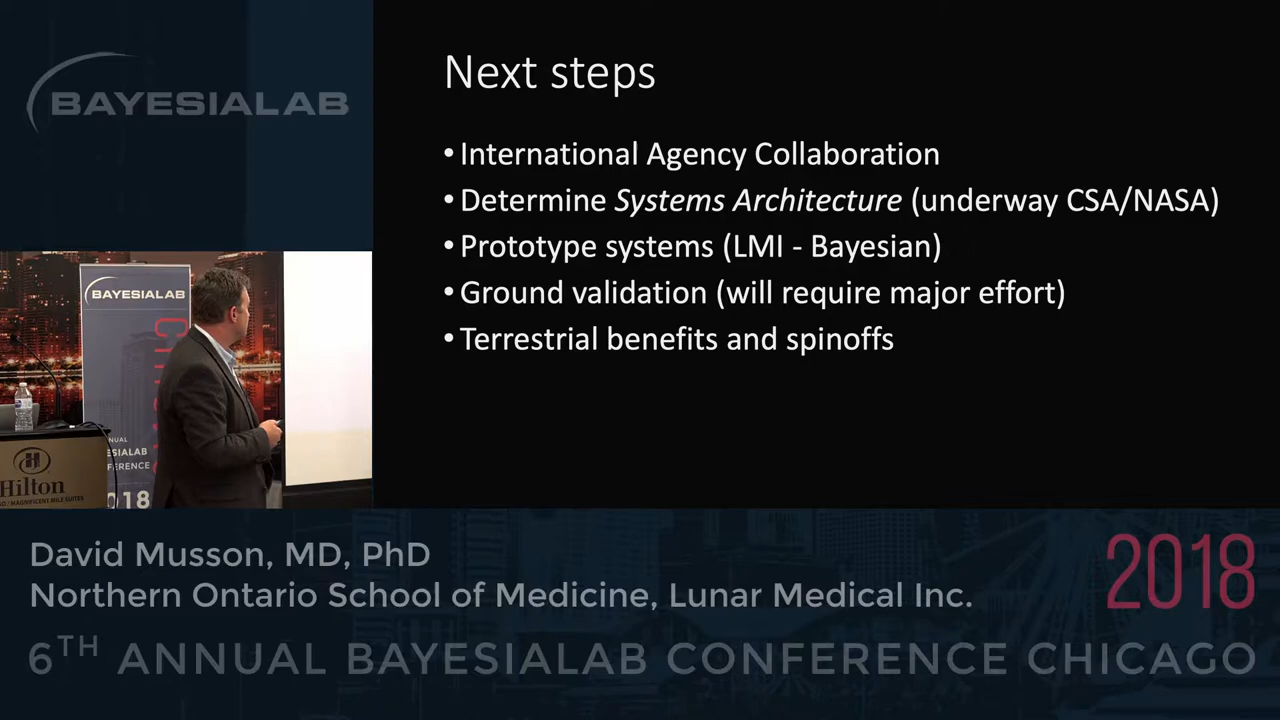 BAYESIALAB
Next steps
• International Agency Collaboration
• Determine Systems Architecture (underway CSA/NASA)
• Prototype systems (LMI - Bayesian)
• Ground validation (will require major effort)
• Terrestrial benefits and spinoffs
BAYESIALAB
Hilton
David Musson, MD, PhD
Northern Ontario School of Medicine, Lunar Medical Inc.
2018
6TH ANNUAL BAYESIALAB CONFERENCE CHICAGO